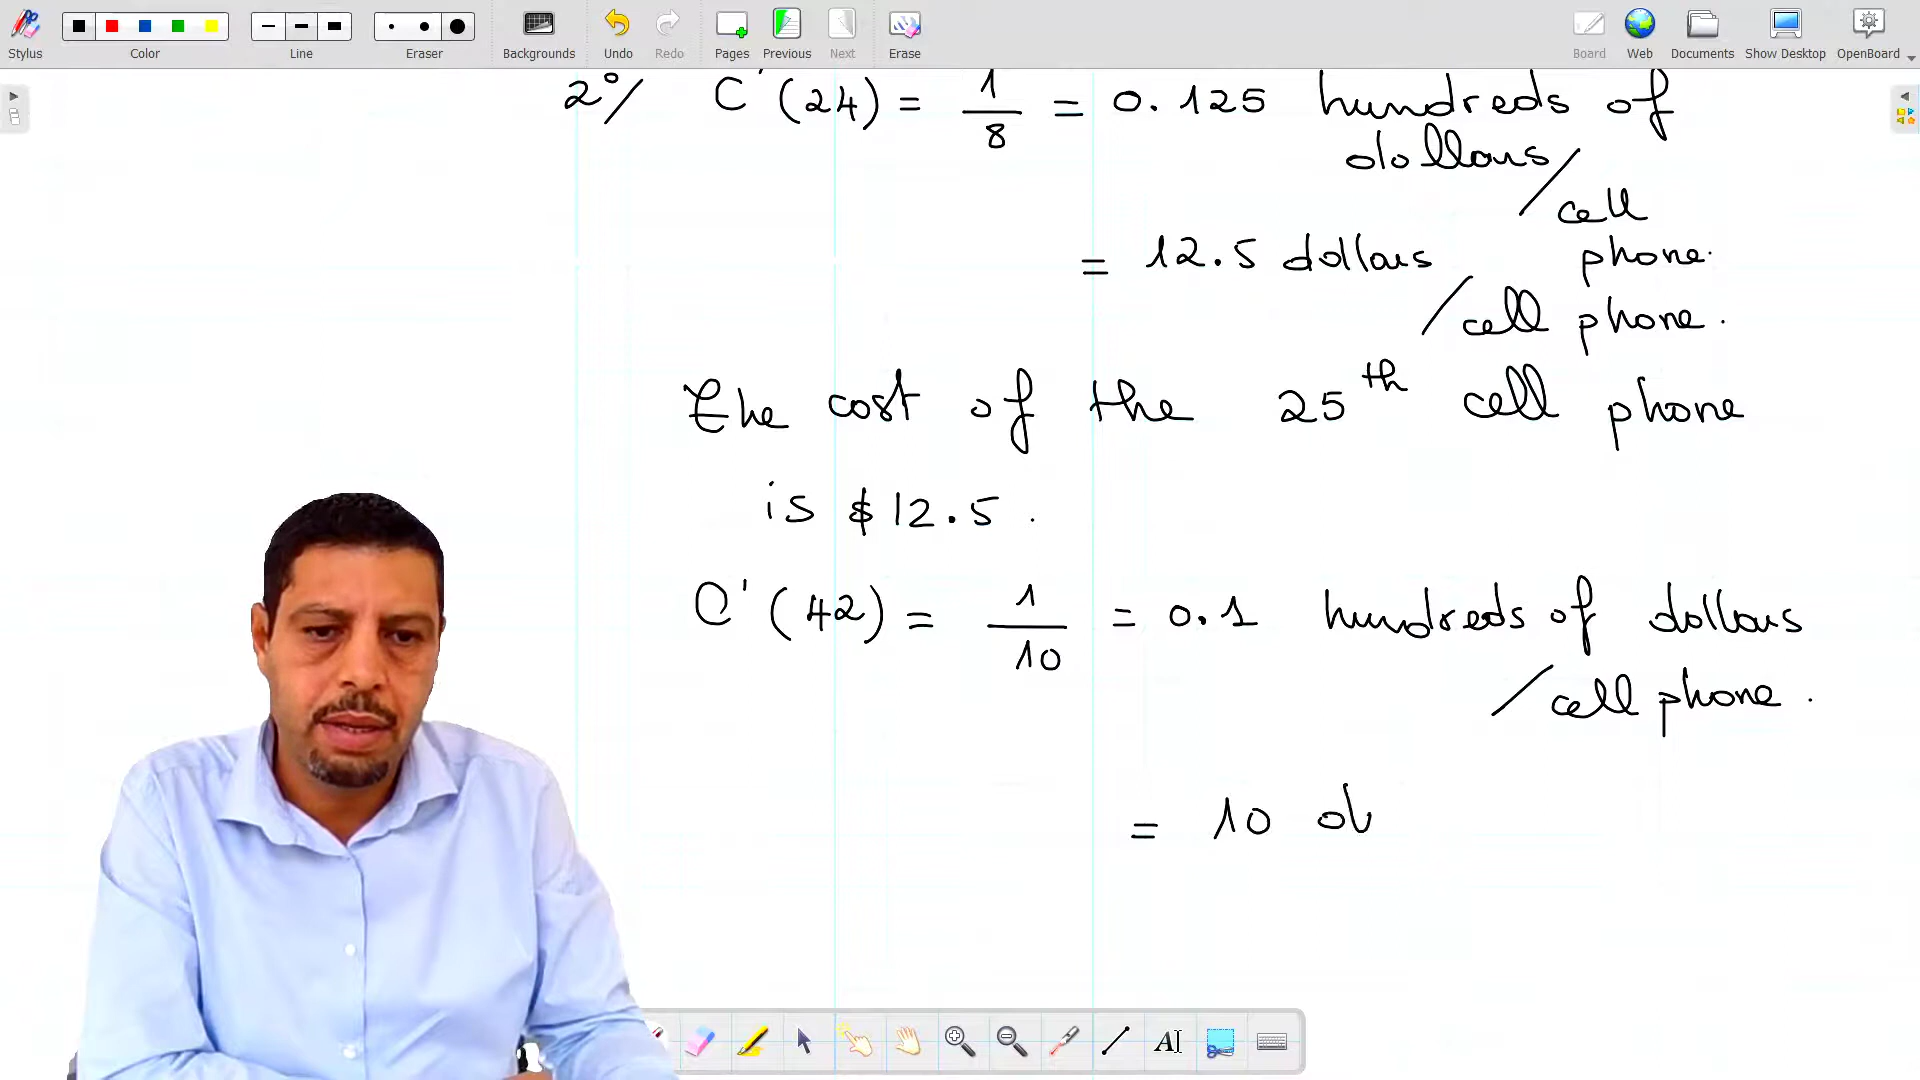 Stylus Color Line Eraser Backgrounds Undo Redo Pages Previous Next Erase Board Web Documents Show Desktop OpenBoard
2°/ C'(24) = 1/8 = 0.125 hundreds of
dollars
/cell
phone.
= 12.5 dollars
/cell phone.
The cost of the 25th cell phone
is $12.5.
C'(42) = 1/10 = 0.1 hundreds of dollars
/cell phone.
= 10 do